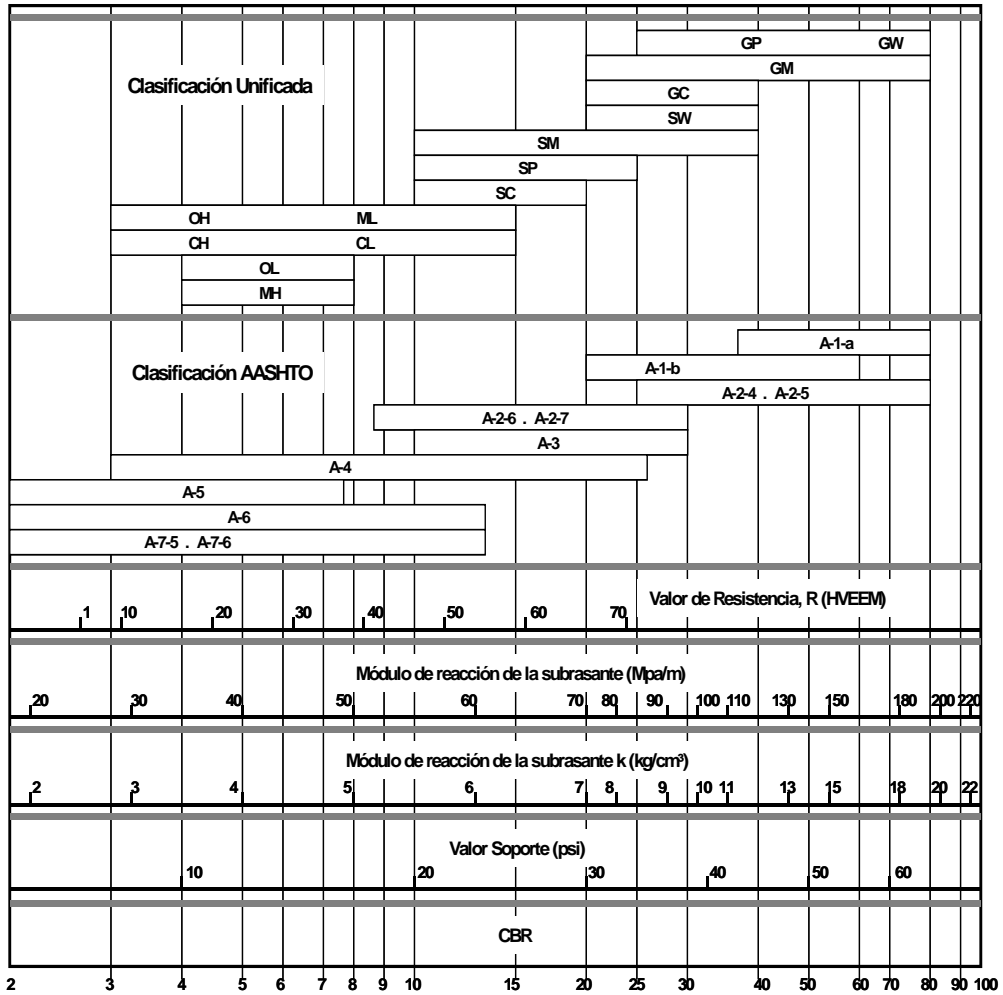 GP GW
GM
Clasificación Unificada
GC
SW
SM
SP
SC
OH ML
CH CL
OL
MH
A-1-a
Clasificación AASHTO
A-1-b
A-2-4 . A-2-5
A-2-6 . A-2-7
A-3
A-4
A-5
A-6
A-7-5 . A-7-6
Valor de Resistencia, R (HVEEM)
1 10 20 30 40 50 60 70
Módulo de reacción de la subrasante (Mpa/m)
20 30 40 50 60 70 80 90 100 110 130 150 180 200 220
Módulo de reacción de la subrasante k (kg/cm³)
2 3 4 5 6 7 8 9 10 11 13 15 18 20 22
Valor Soporte (psi)
10 20 30 40 50 60
CBR
2 3 4 5 6 7 8 9 10 15 20 25 30 40 50 60 70 80 90 100